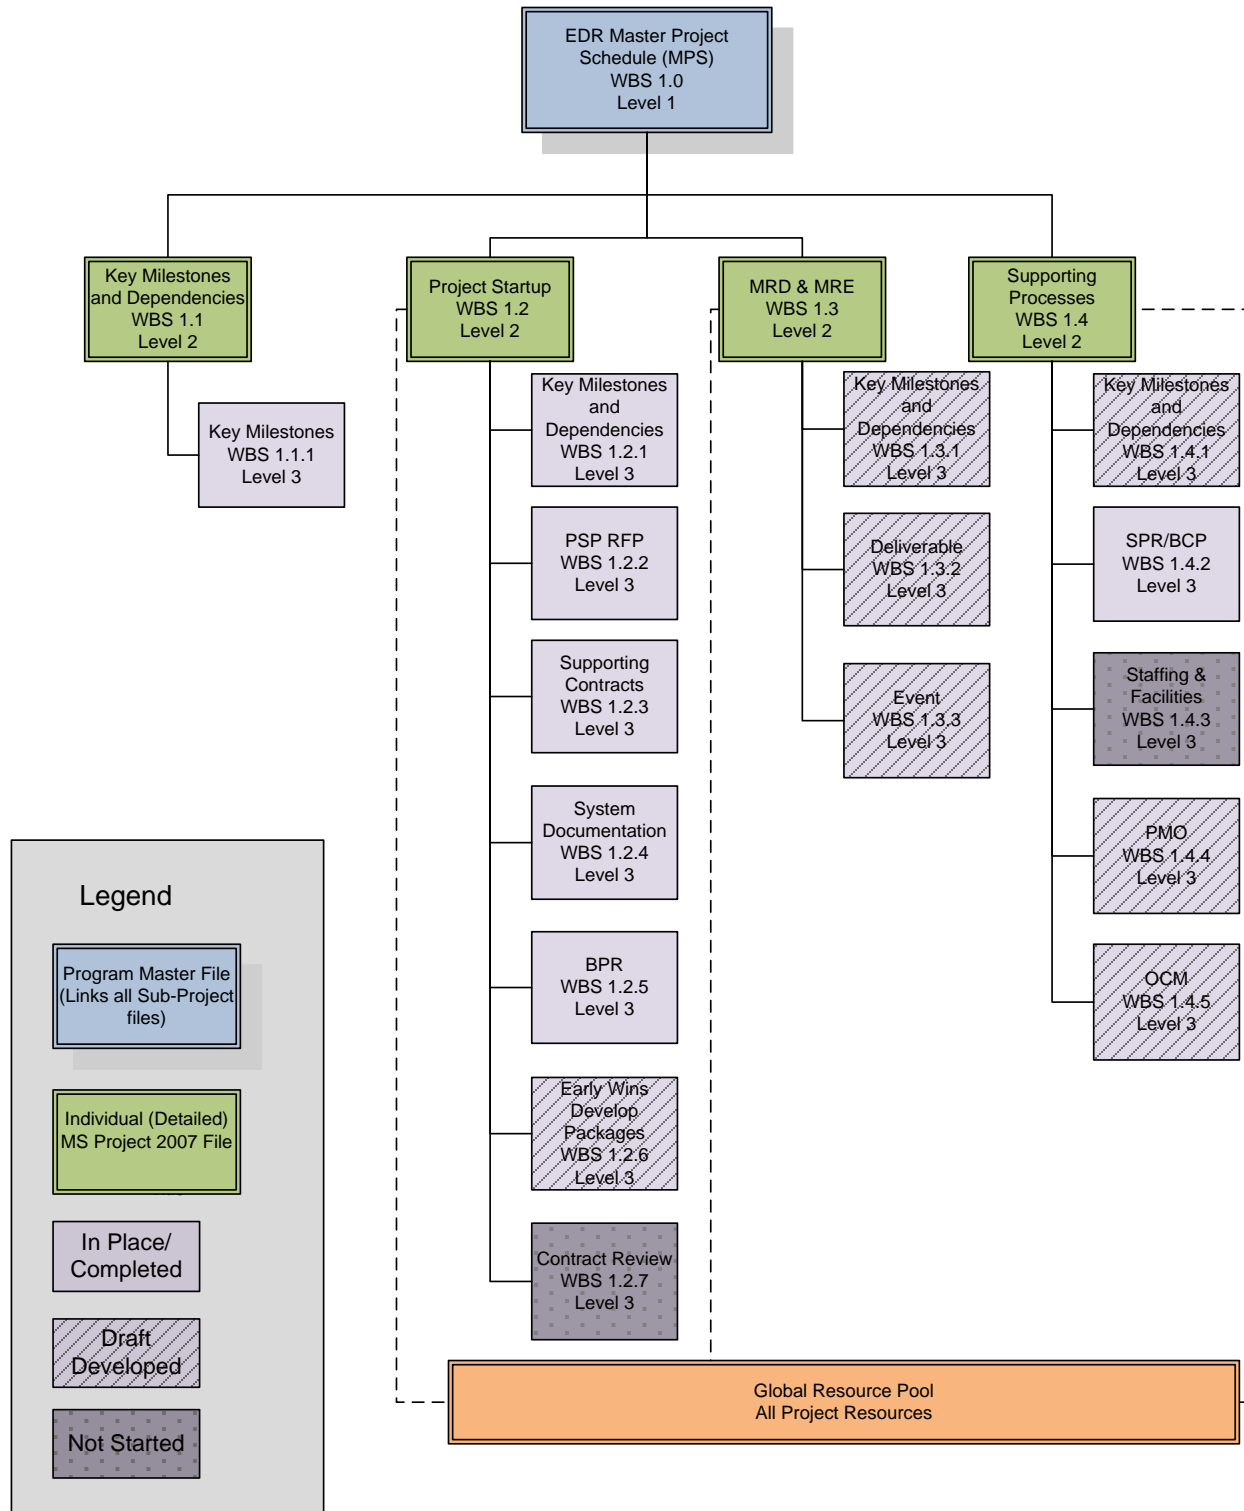 EDR Master Project
Schedule (MPS)
WBS 1.0
Level 1
Key Milestones
and Dependencies
WBS 1.1
Level 2
Key Milestones
WBS 1.1.1
Level 3
Project Startup
WBS 1.2
Level 2
Key Milestones
and
Dependencies
WBS 1.2.1
Level 3
PSP RFP
WBS 1.2.2
Level 3
Supporting
Contracts
WBS 1.2.3
Level 3
System
Documentation
WBS 1.2.4
Level 3
BPR
WBS 1.2.5
Level 3
Early Wins
Develop
Packages
WBS 1.2.6
Level 3
Contract Review
WBS 1.2.7
Level 3
MRD & MRE
WBS 1.3
Level 2
Key Milestones
and
Dependencies
WBS 1.3.1
Level 3
Deliverable
WBS 1.3.2
Level 3
Event
WBS 1.3.3
Level 3
Supporting
Processes
WBS 1.4
Level 2
Key Milestones
and
Dependencies
WBS 1.4.1
Level 3
SPR/BCP
WBS 1.4.2
Level 3
Staffing &
Facilities
WBS 1.4.3
Level 3
PMO
WBS 1.4.4
Level 3
OCM
WBS 1.4.5
Level 3
Legend
Program Master File
(Links all Sub-Project
files)
Individual (Detailed)
MS Project 2007 File
In Place/
Completed
Draft
Developed
Not Started
Global Resource Pool
All Project Resources